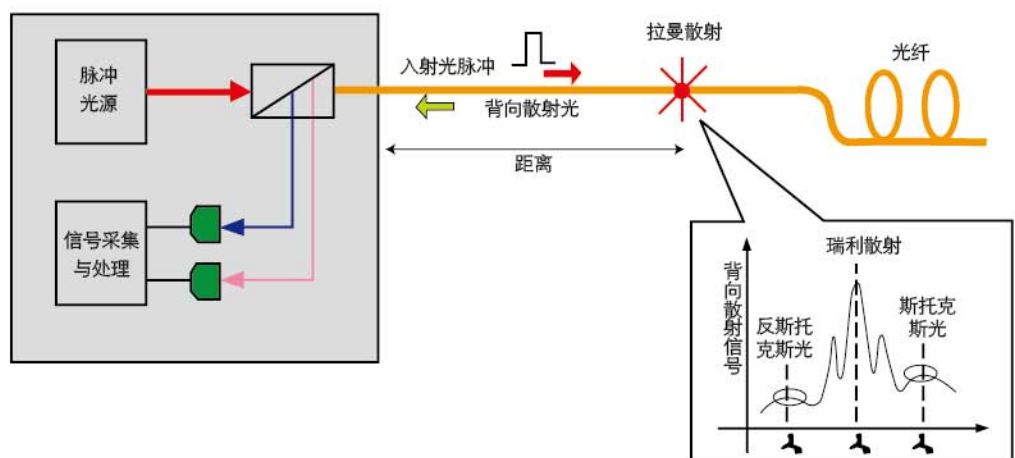 脉冲
光源
信号采集
与处理
入射光脉冲
背向散射光
距离
拉曼散射
光纤
背向散射信号
瑞利散射
反斯托
克斯光
斯托克
斯光